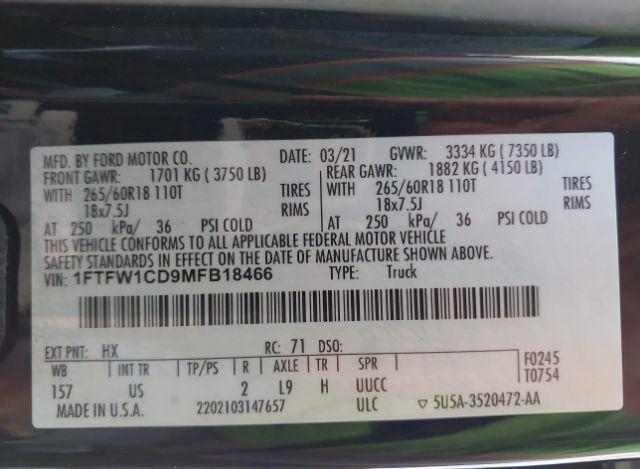 MFD. BY FORD MOTOR CO. DATE: 03/21 GVWR: 3334 KG ( 7350 LB)
FRONT GAWR: 1701 KG ( 3750 LB) REAR GAWR: 1882 KG ( 4150 LB)
WITH 265/60R18 110T TIRES WITH 265/60R18 110T TIRES
18x7.5J RIMS 18x7.5J RIMS
AT 250 kPa/ 36 PSI COLD AT 250 kPa/ 36 PSI COLD
THIS VEHICLE CONFORMS TO ALL APPLICABLE FEDERAL MOTOR VEHICLE
SAFETY STANDARDS IN EFFECT ON THE DATE OF MANUFACTURE SHOWN ABOVE.
VIN: 1FTFW1CD9MFB18466 TYPE: Truck
EXT PNT: HX RC: 71 DSO:
WB INT TR TP/PS R AXLE TR SPR F0245
157 US 2 L9 H UUCC T0754
MADE IN U.S.A. 2202103147657 ULC ▽ 5U5A-3520472-AA